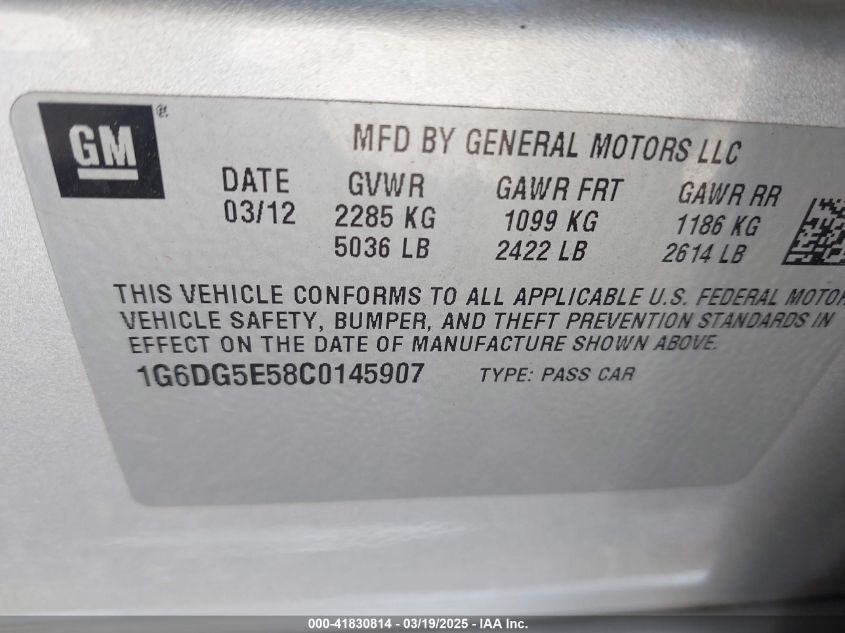 GM®
MFD BY GENERAL MOTORS LLC
DATE GVWR GAWR FRT GAWR RR
03/12 2285 KG 1099 KG 1186 KG
5036 LB 2422 LB 2614 LB
THIS VEHICLE CONFORMS TO ALL APPLICABLE U.S. FEDERAL MOTOR
VEHICLE SAFETY, BUMPER, AND THEFT PREVENTION STANDARDS IN
EFFECT ON THE DATE OF MANUFACTURE SHOWN ABOVE.
1G6DG5E58C0145907 TYPE: PASS CAR
000-41830814 - 03/19/2025 - IAA Inc.